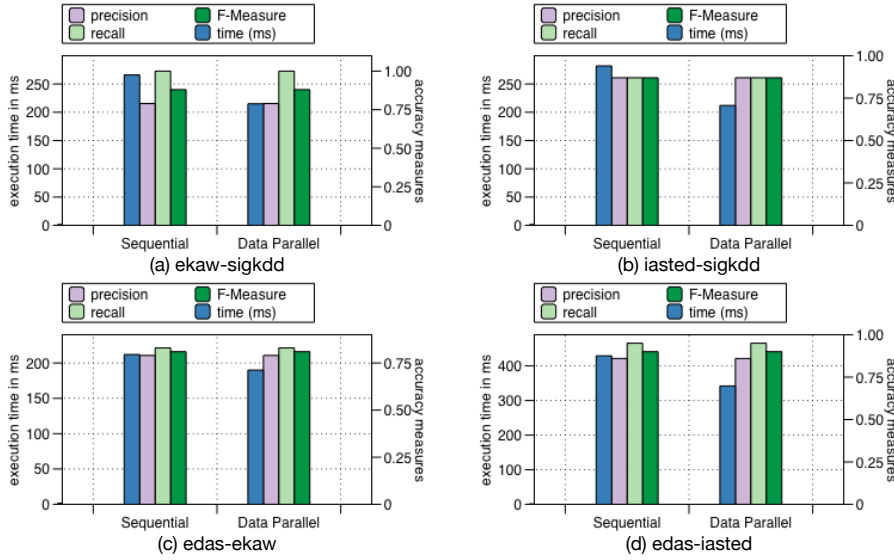 precision F-Measure
recall time (ms)
execution time in ms
250
200
150
100
50
0
1.00
0.75
0.50
0.25
0
accuracy measures
Sequential Data Parallel
(a) ekaw-sigkdd
precision F-Measure
recall time (ms)
execution time in ms
250
200
150
100
50
0
1.00
0.75
0.50
0.25
0
accuracy measures
Sequential Data Parallel
(b) iasted-sigkdd
precision F-Measure
recall time (ms)
execution time in ms
200
150
100
50
0
0.75
0.50
0.25
0
accuracy measures
Sequential Data Parallel
(c) edas-ekaw
precision F-Measure
recall time (ms)
execution time in ms
400
300
200
100
0
1.00
0.75
0.50
0.25
0
accuracy measures
Sequential Data Parallel
(d) edas-iasted